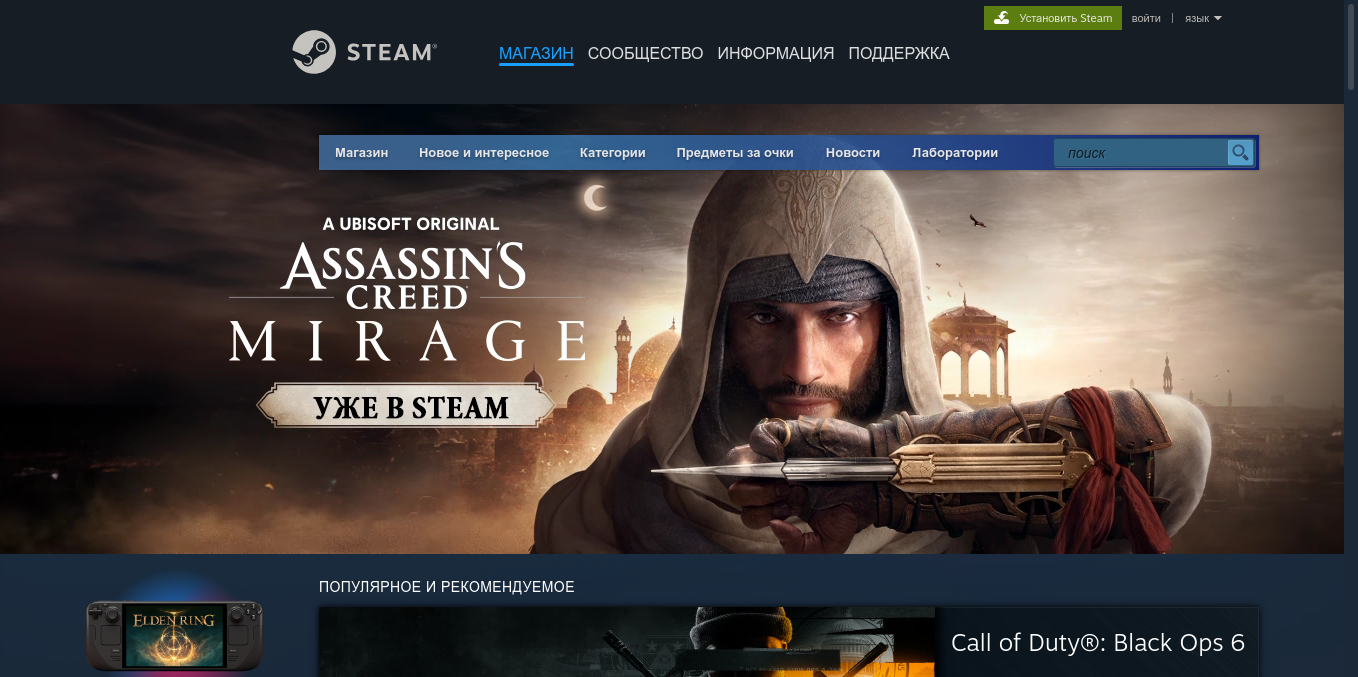 Установить Steam
войти | язык
STEAM®
МАГАЗИН СООБЩЕСТВО ИНФОРМАЦИЯ ПОДДЕРЖКА
Магазин Новое и интересное Категории Предметы за очки Новости Лаборатории поиск
A UBISOFT ORIGINAL
ASSASSIN'S
CREED
MIRAGE
УЖЕ В STEAM
ПОПУЛЯРНОЕ И РЕКОМЕНДУЕМОЕ
ELDEN RING
Call of Duty®: Black Ops 6